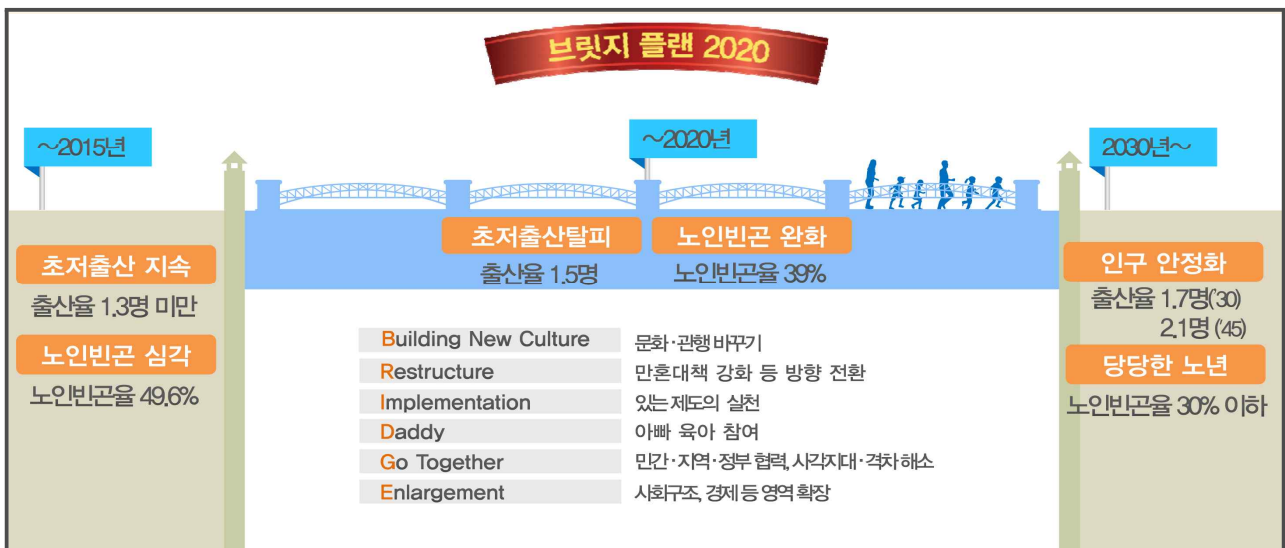 브릿지 플랜 2020
~2015년
~2020년
2030년~
초저출산 지속
출산율 1.3명 미만
노인빈곤 심각
노인빈곤율 49.6%
초저출산탈피
출산율 1.5명
노인빈곤 완화
노인빈곤율 39%
인구 안정화
출산율 1.7명('30)
2.1명 ('45)
당당한 노년
노인빈곤율 30% 이하
Building New Culture 문화·관행 바꾸기
Restructure 만혼대책 강화 등 방향 전환
Implementation 있는 제도의 실천
Daddy 아빠 육아 참여
Go Together 민간·지역·정부 협력, 사각지대·격차 해소
Enlargement 사회구조, 경제 등 영역 확장